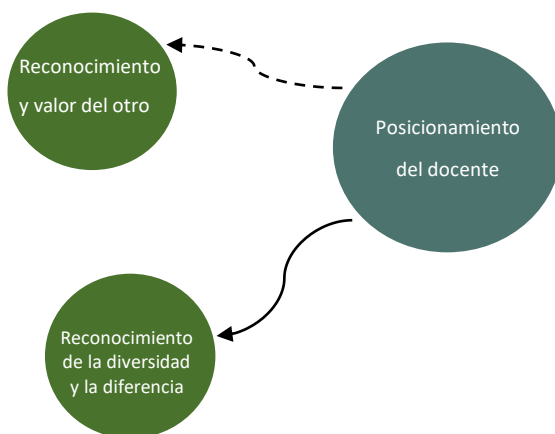 Reconocimiento
y valor del otro
Posicionamiento
del docente
Reconocimiento
de la diversidad
y la diferencia